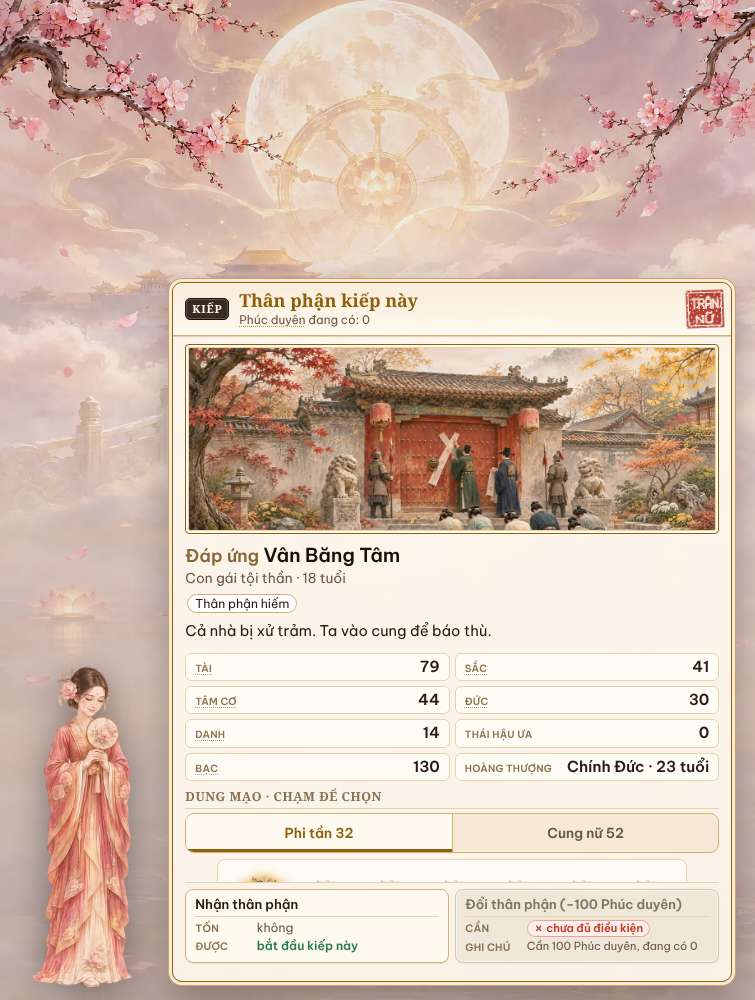 KIẾP
Thân phận kiếp này
Phúc duyên đang có: 0
TRÂN
NỮ
Đáp ứng Vân Băng Tâm
Con gái tội thần · 18 tuổi
Thân phận hiếm
Cả nhà bị xử trảm. Ta vào cung để báo thù.
TÀI 79
SẮC 41
TÂM CƠ 44
ĐỨC 30
DANH 14
THÁI HẬU ƯA 0
BẠC 130
HOÀNG THƯỢNG Chính Đức · 23 tuổi
DUNG MẠO · CHẠM ĐỂ CHỌN
Phi tần 32
Cung nữ 52
Nhận thân phận
TỐN không
ĐƯỢC bắt đầu kiếp này
Đổi thân phận (−100 Phúc duyên)
CẦN × chưa đủ điều kiện
GHI CHÚ Cần 100 Phúc duyên, đang có 0